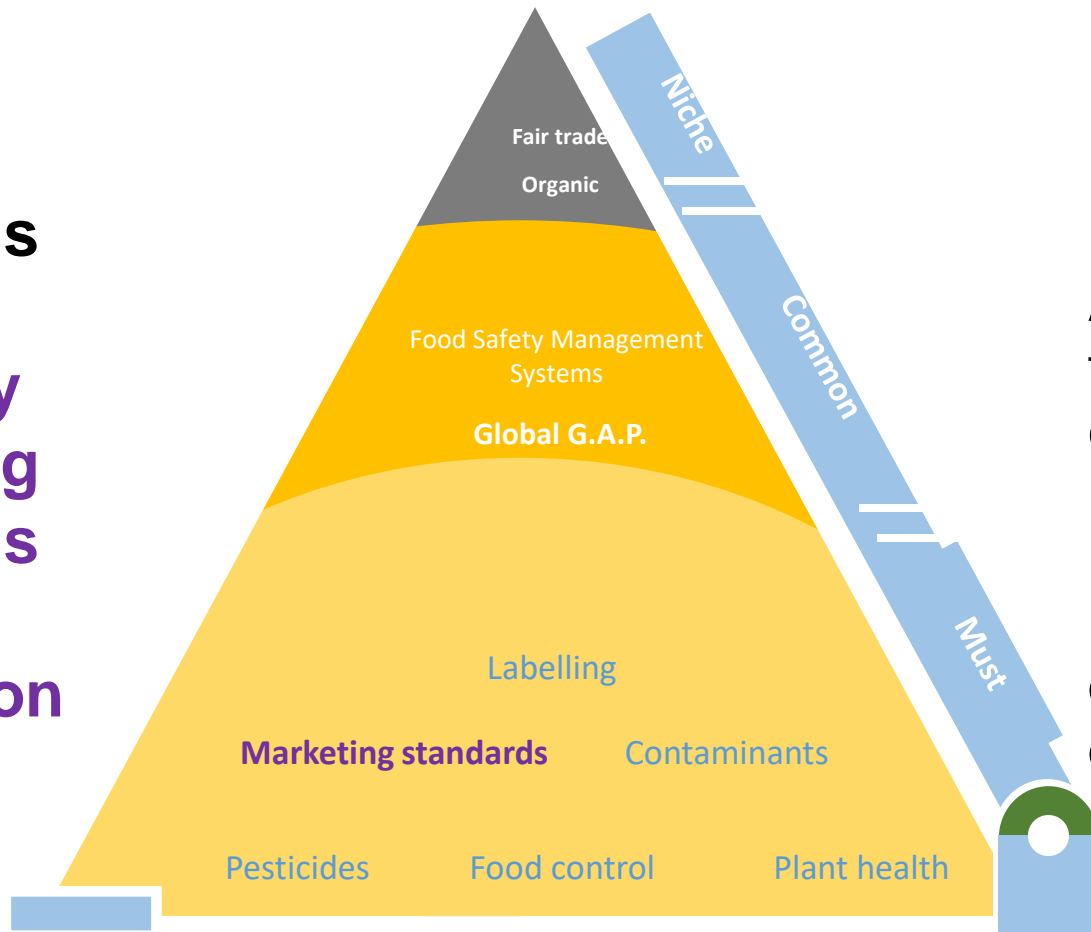 Niche
Fair trade
Organic
s
Common
Food Safety Management
Systems
y
Global G.A.P.
g
s
Must
Labelling
on
Marketing standards
Contaminants
Pesticides
Food control
Plant health